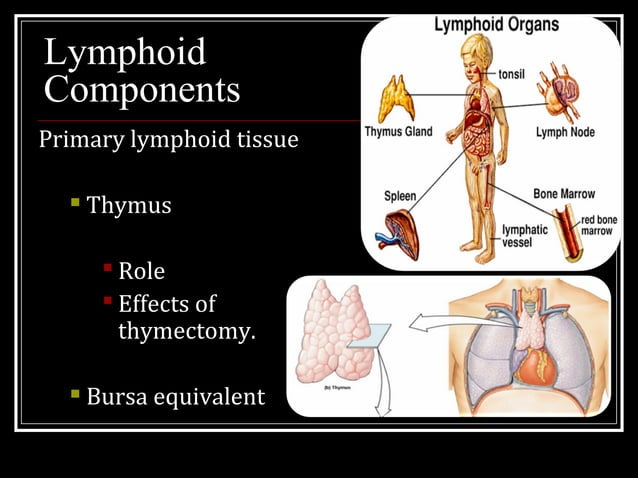 Lymphoid
Components
Primary lymphoid tissue
Thymus
Role
Effects of
thymectomy.
Bursa equivalent
Lymphoid Organs
tonsil
Thymus Gland
Lymph Node
Spleen
Bone Marrow
red bone
marrow
lymphatic
vessel
(b) Thymus